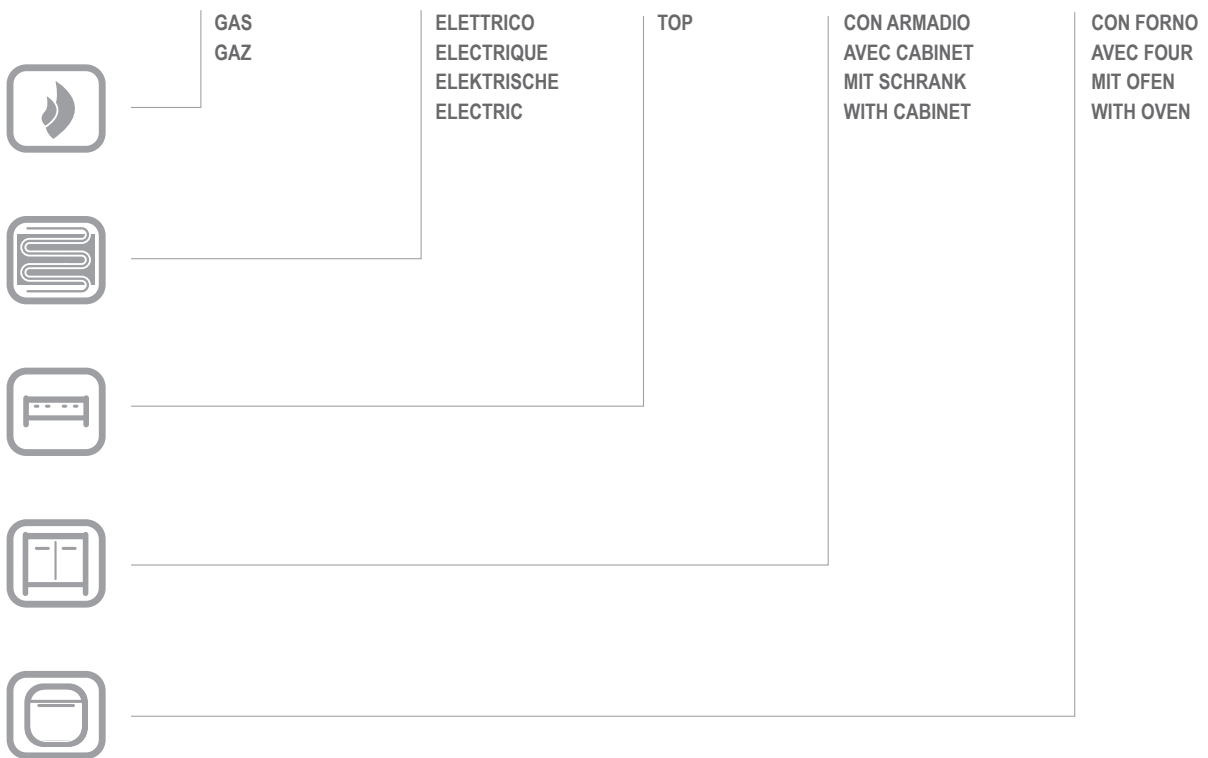 GAS
GAZ
ELETTRICO
ELECTRIQUE
ELEKTRISCHE
ELECTRIC
TOP
CON ARMADIO
AVEC CABINET
MIT SCHRANK
WITH CABINET
CON FORNO
AVEC FOUR
MIT OFEN
WITH OVEN